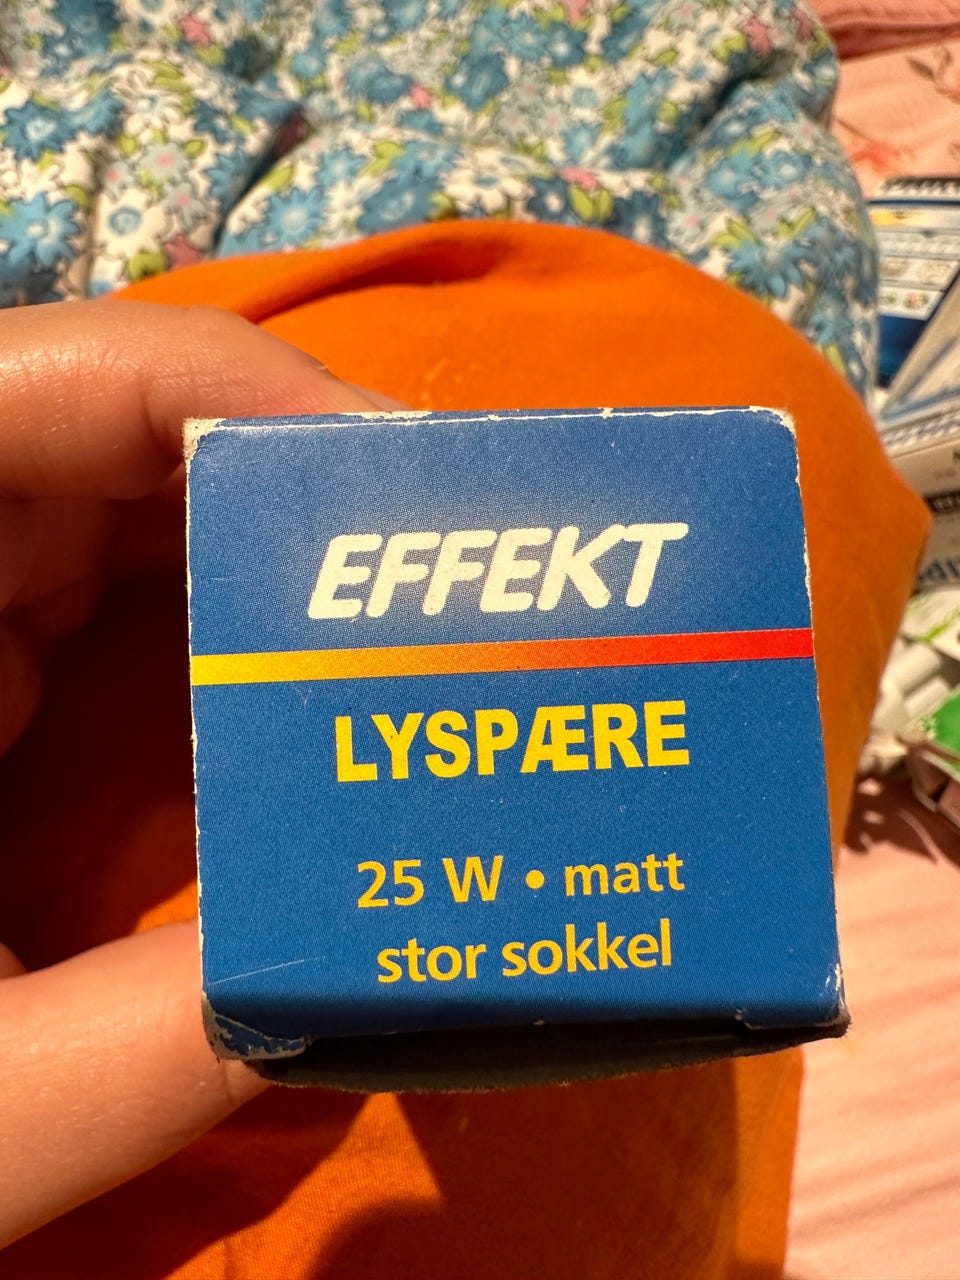 EFFEKT
LYSPÆRE
25 W • matt
stor sokkel